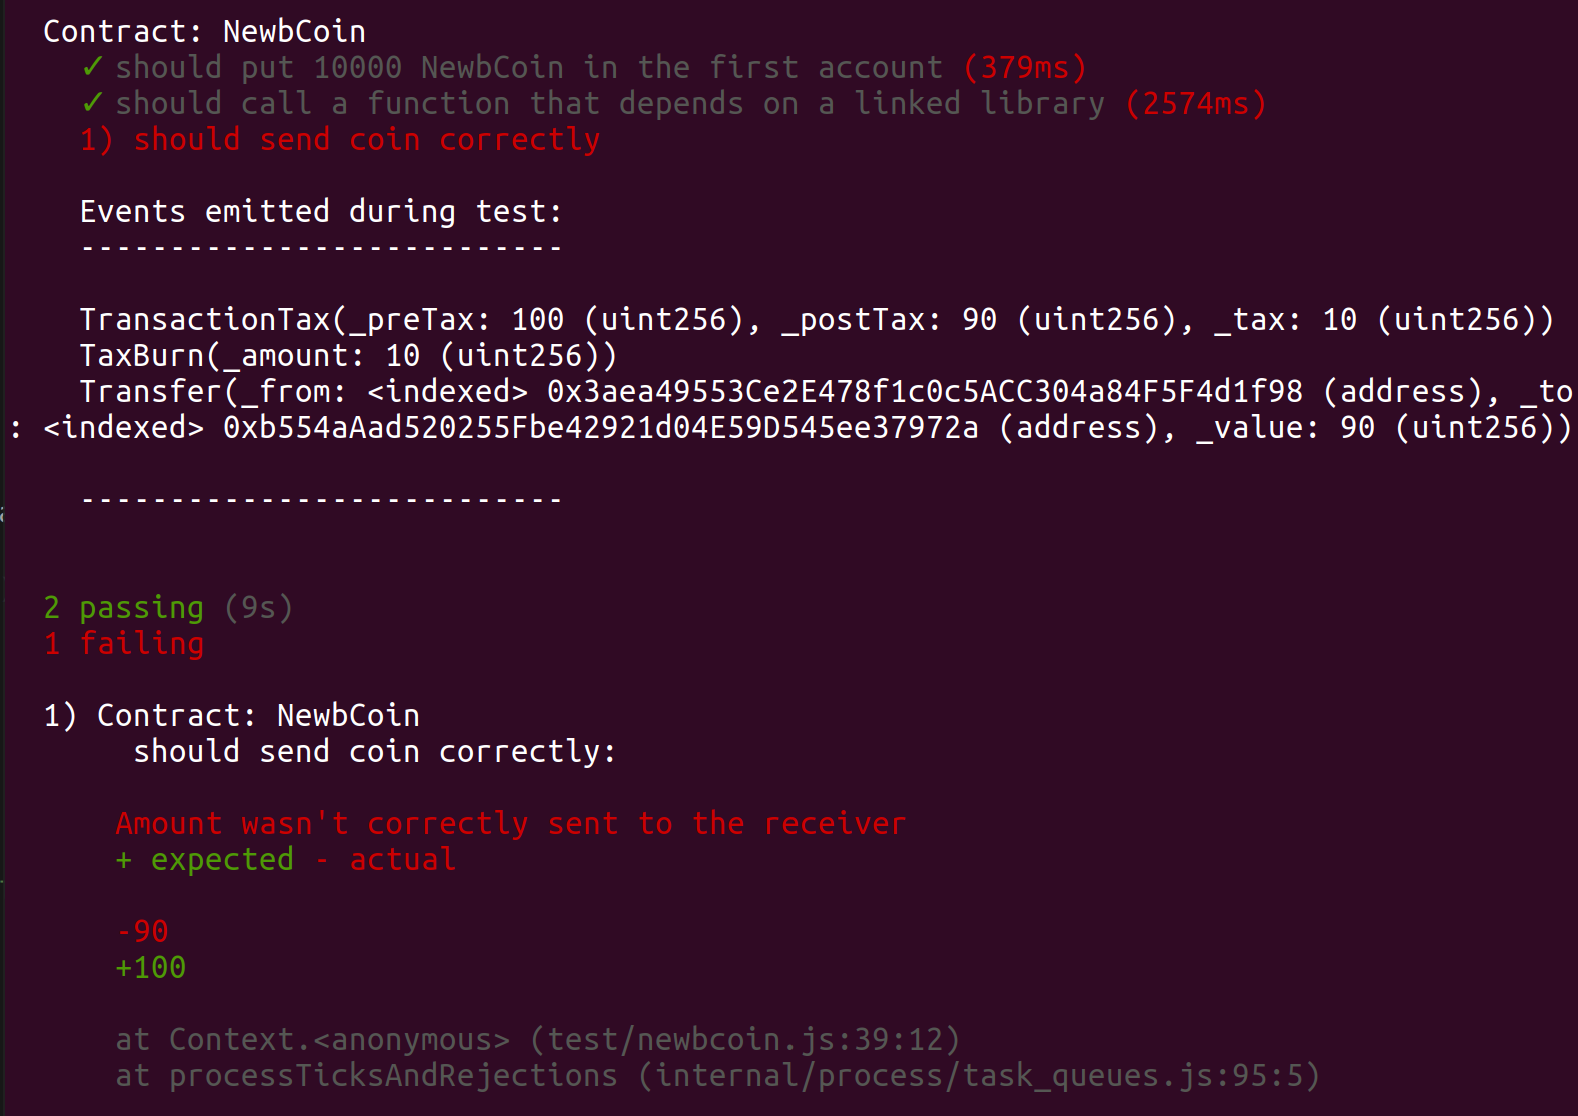 Contract: NewbCoin
✓ should put 10000 NewbCoin in the first account (379ms)
✓ should call a function that depends on a linked library (2574ms)
1) should send coin correctly
Events emitted during test:
---------------------------
TransactionTax(_preTax: 100 (uint256), _postTax: 90 (uint256), _tax: 10 (uint256))
TaxBurn(_amount: 10 (uint256))
Transfer(_from: <indexed> 0x3aea49553Ce2E478f1c0c5ACC304a84F5F4d1f98 (address), _to
: <indexed> 0xb554aAad520255Fbe42921d04E59D545ee37972a (address), _value: 90 (uint256))
---------------------------
2 passing (9s)
1 failing
1) Contract: NewbCoin
should send coin correctly:
Amount wasn't correctly sent to the receiver
+ expected - actual
-90
+100
at Context.<anonymous> (test/newbcoin.js:39:12)
at processTicksAndRejections (internal/process/task_queues.js:95:5)